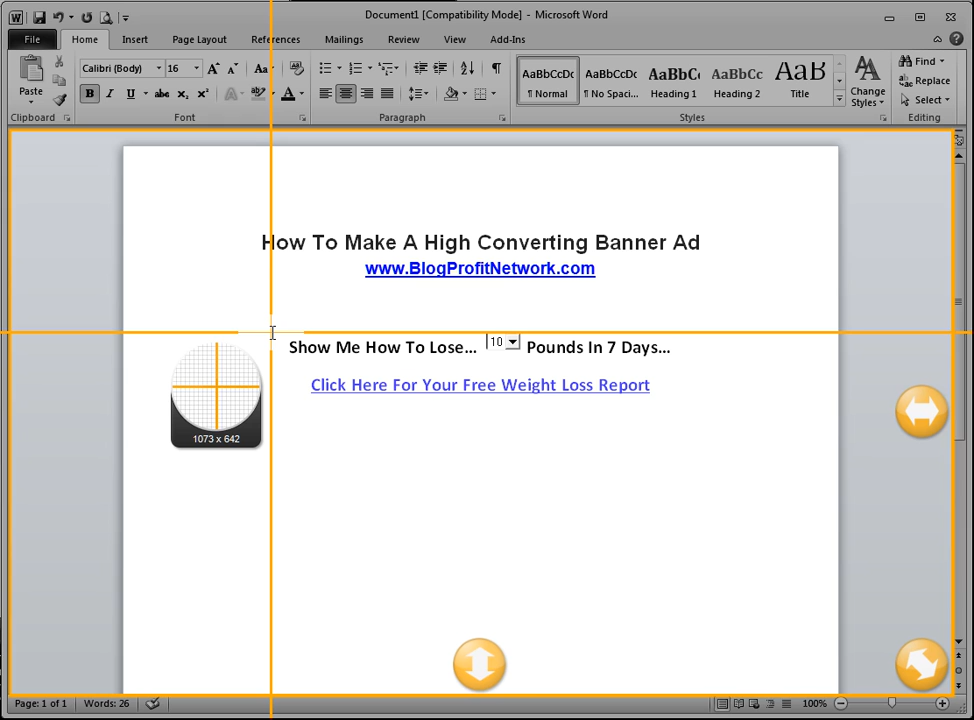 Document1 [Compatibility Mode] - Microsoft Word
File Home Insert Page Layout References Mailings Review View Add-Ins
Calibri (Body) 16 Aa
AaBbCcDc AaBbCcDc AaBbC AaBbCc AaB
Find
Paste
Change Styles
Replace
B I U abc x₂ x² A
¶ Normal ¶ No Spaci... Heading 1 Heading 2 Title
Select
Clipboard Font Paragraph Styles Editing
How To Make A High Converting Banner Ad
www.BlogProfitNetwork.com
Show Me How To Lose... 10 Pounds In 7 Days...
Click Here For Your Free Weight Loss Report
1073 x 642
Page: 1 of 1 Words: 26 100%